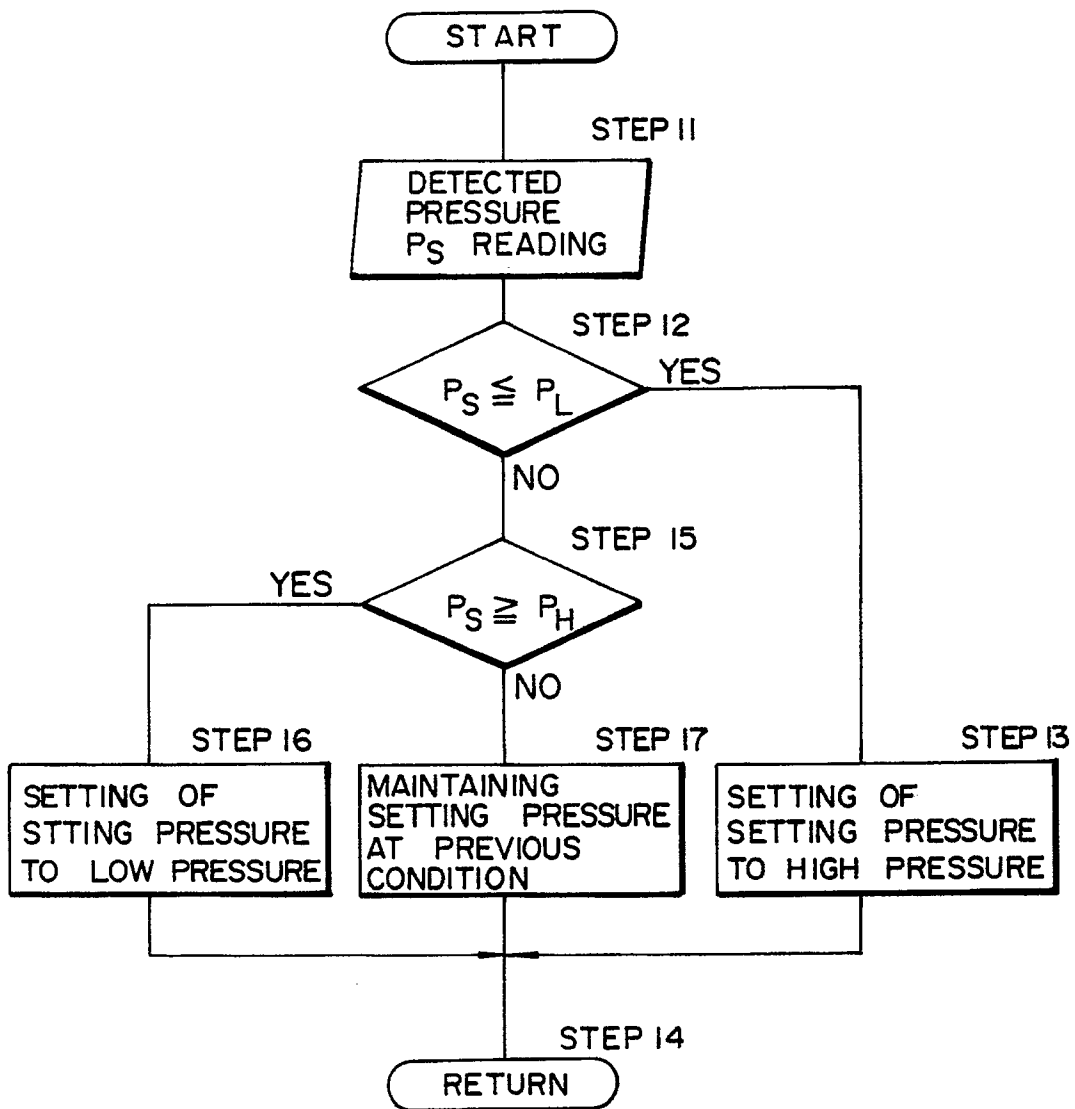 START
STEP 11
DETECTED
PRESSURE
PS READING
STEP 12
PS ≦ PL
YES
NO
STEP 15
PS ≧ PH
YES
NO
STEP 16
SETTING OF
STTING PRESSURE
TO LOW PRESSURE
STEP 17
MAINTAINING
SETTING PRESSURE
AT PREVIOUS
CONDITION
STEP 13
SETTING OF
SETTING PRESSURE
TO HIGH PRESSURE
STEP 14
RETURN